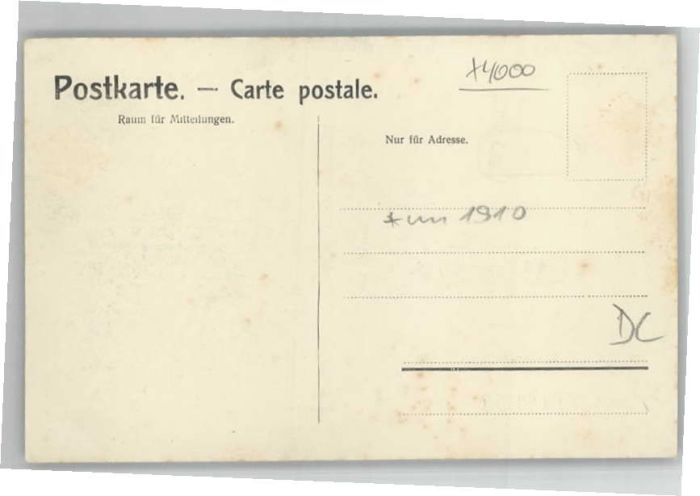 x4000
Postkarte. — Carte postale.
Raum für Mitteilungen.
Nur für Adresse.
* um 1910
DC